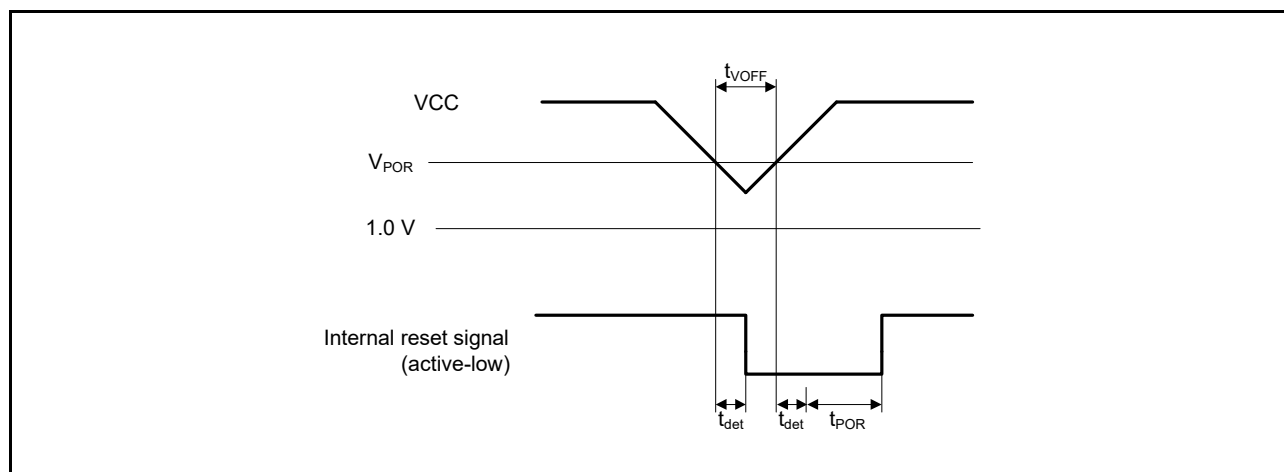 tVOFF
VCC
VPOR
1.0 V
Internal reset signal
(active-low)
tdet
tdet
tPOR